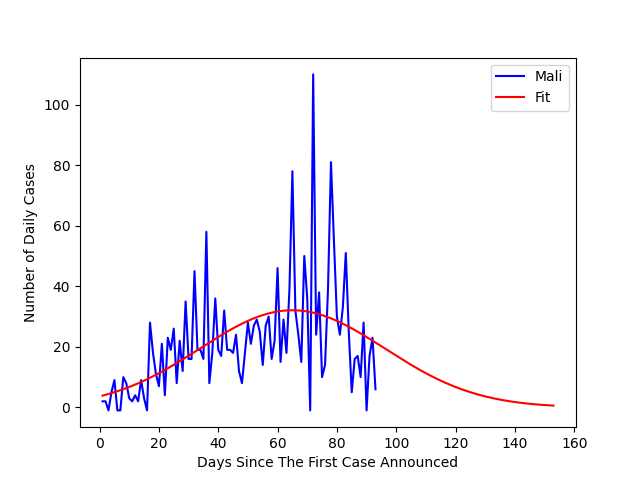 Mali
Fit
Number of Daily Cases
100
80
60
40
20
0
0 20 40 60 80 100 120 140 160
Days Since The First Case Announced